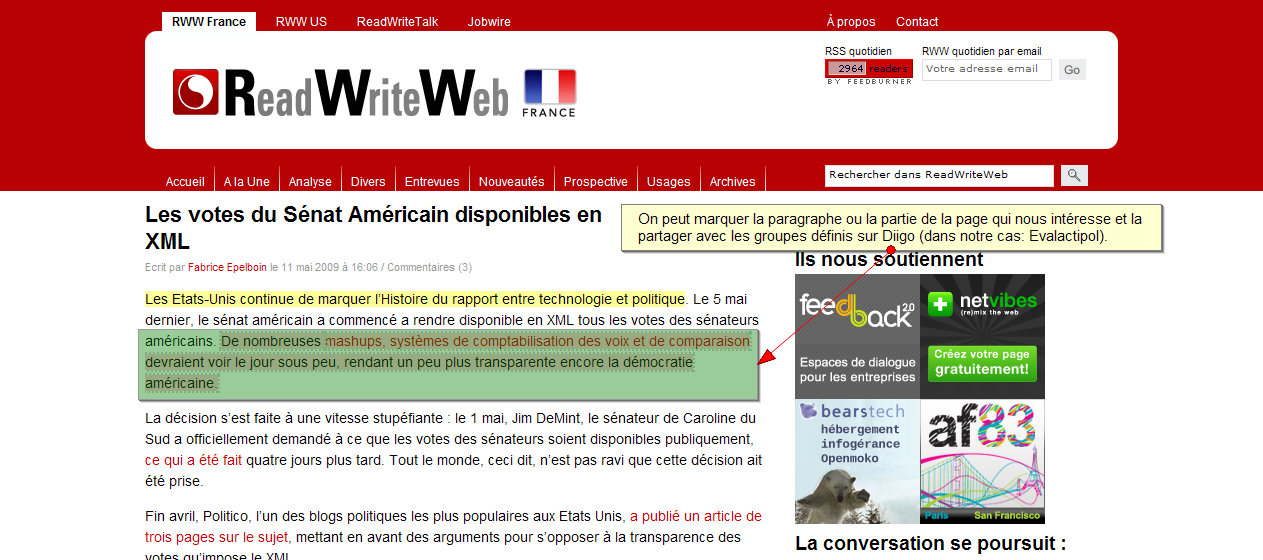 RWW France RWW US ReadWriteTalk Jobwire À propos Contact
RSS quotidien RWW quotidien par email
2964 readers Votre adresse email Go
BY FEEDBURNER
ReadWriteWeb
FRANCE
Accueil A la Une Analyse Divers Entrevues Nouveautés Prospective Usages Archives Rechercher dans ReadWriteWeb
Les votes du Sénat Américain disponibles en
XML
Ecrit par Fabrice Epelboin le 11 mai 2009 à 16:06 / Commentaires (3)
On peut marquer la paragraphe ou la partie de la page qui nous intéresse et la
partager avec les groupes définis sur Diigo (dans notre cas: Evalactipol).
Les Etats-Unis continue de marquer l'Histoire du rapport entre technologie et politique. Le 5 mai
dernier, le sénat américain a commencé a rendre disponible en XML tous les votes des sénateurs
américains. De nombreuses mashups, systèmes de comptabilisation des voix et de comparaison
devraient voir le jour sous peu, rendant un peu plus transparente encore la démocratie
américaine.
La décision s'est faite à une vitesse stupéfiante : le 1 mai, Jim DeMint, le sénateur de Caroline du
Sud a officiellement demandé à ce que les votes des sénateurs soient disponibles publiquement,
ce qui a été fait quatre jours plus tard. Tout le monde, ceci dit, n'est pas ravi que cette décision ait
été prise.
Fin avril, Politico, l'un des blogs politiques les plus populaires aux Etats Unis, a publié un article de
trois pages sur le sujet, mettant en avant des arguments pour s'opposer à la transparence des
votes qu'impose le XML
Ils nous soutiennent
feedback 2.0
Espaces de dialogue
pour les entreprises
netvibes
(re)mix the web
Créez votre page
gratuitement!
bearstech
hébergement
infogérance
Openmoko
af83
Paris San Francisco
La conversation se poursuit :